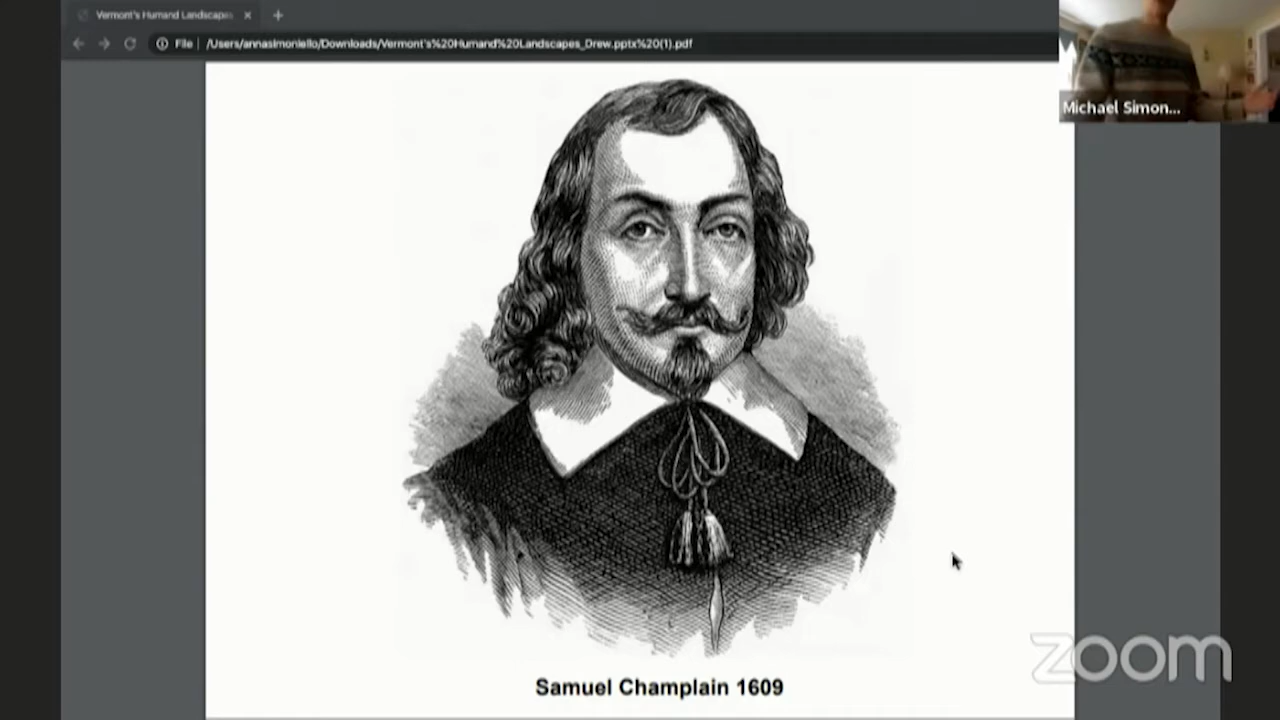 Vermont's Humand Landscapes
File
/Users/annasimoniello/Downloads/Vermont's%20Humand%20Landscapes_Drew.pptx%20(1).pdf
Michael Simon...
Samuel Champlain 1609
zoom